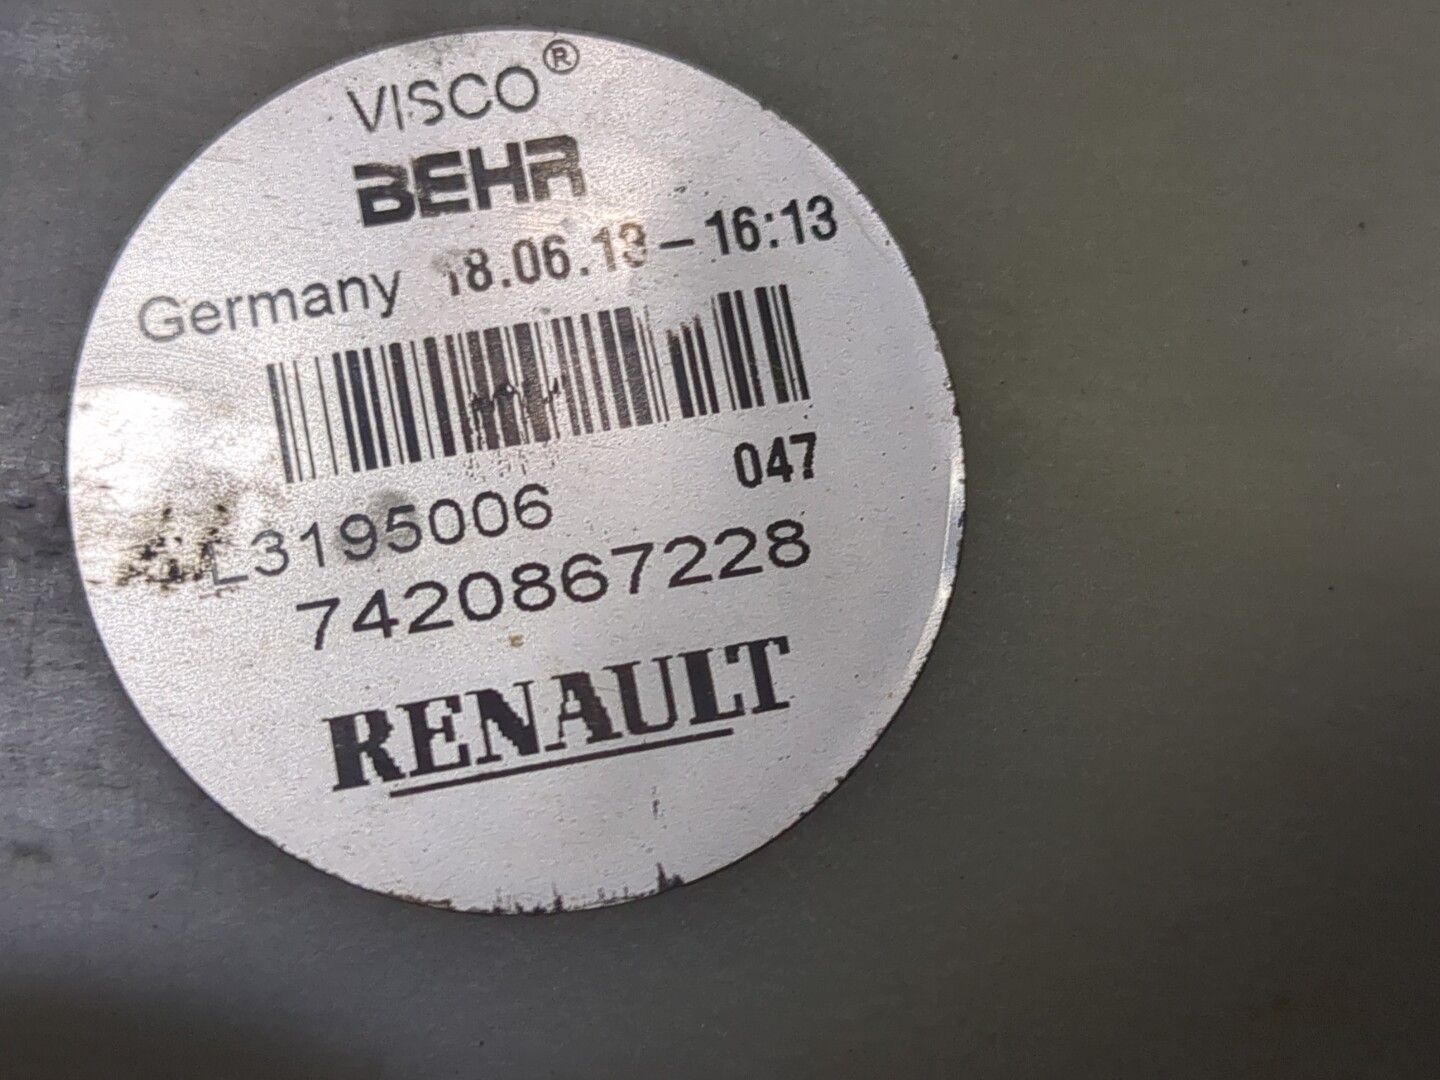 VISCO®
BEHR
Germany 18.06.13 – 16:13
047
L3195006
7420867228
RENAULT